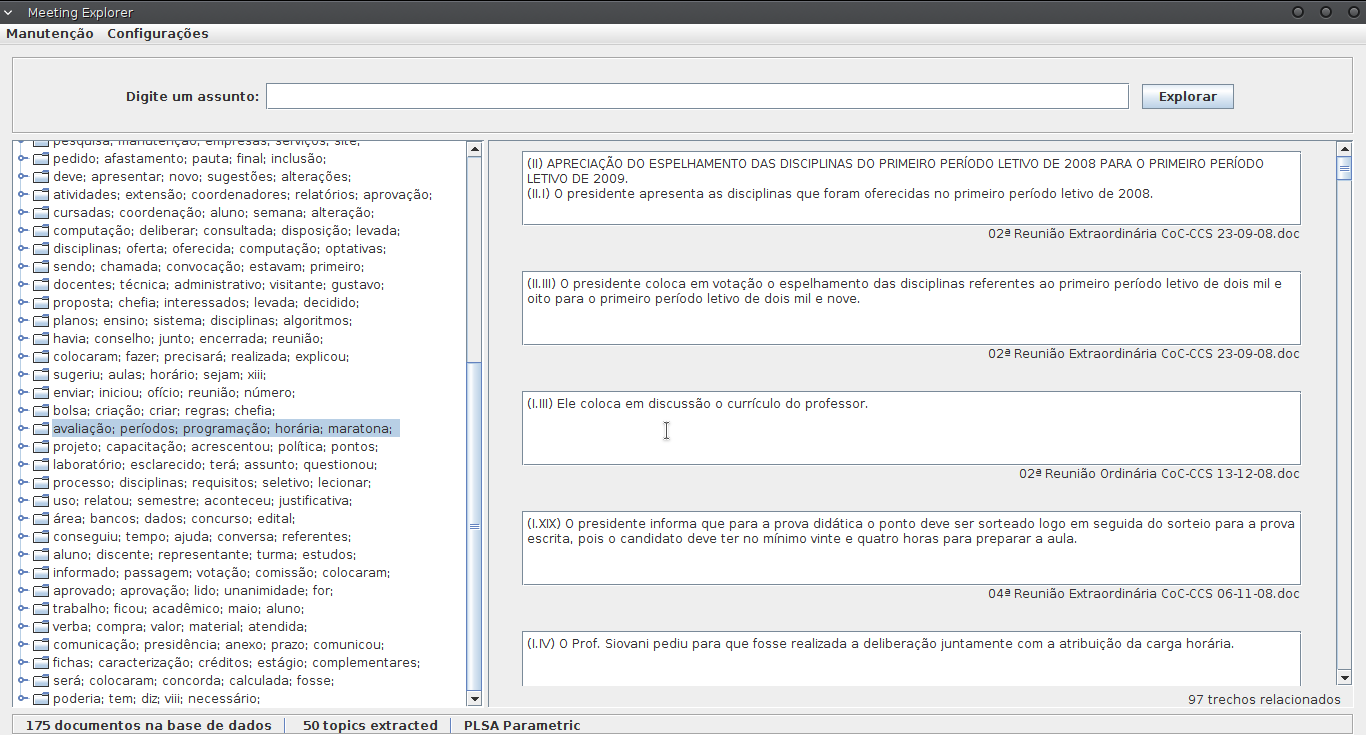 Meeting Explorer
Manutenção Configurações
Digite um assunto: Explorar
pesquisa; manutenção; empresas; serviços; site;
pedido; afastamento; pauta; final; inclusão;
deve; apresentar; novo; sugestões; alterações;
atividades; extensão; coordenadores; relatórios; aprovação;
cursadas; coordenação; aluno; semana; alteração;
computação; deliberar; consultada; disposição; levada;
disciplinas; oferta; oferecida; computação; optativas;
sendo; chamada; convocação; estavam; primeiro;
docentes; técnica; administrativo; visitante; gustavo;
proposta; chefia; interessados; levada; decidido;
planos; ensino; sistema; disciplinas; algoritmos;
havia; conselho; junto; encerrada; reunião;
colocaram; fazer; precisará; realizada; explicou;
sugeriu; aulas; horário; sejam; xiii;
enviar; iniciou; ofício; reunião; número;
bolsa; criação; criar; regras; chefia;
avaliação; períodos; programação; horária; maratona;
projeto; capacitação; acrescentou; política; pontos;
laboratório; esclarecido; terá; assunto; questionou;
processo; disciplinas; requisitos; seletivo; lecionar;
uso; relatou; semestre; aconteceu; justificativa;
área; bancos; dados; concurso; edital;
conseguiu; tempo; ajuda; conversa; referentes;
aluno; discente; representante; turma; estudos;
informado; passagem; votação; comissão; colocaram;
aprovado; aprovação; lido; unanimidade; for;
trabalho; ficou; acadêmico; maio; aluno;
verba; compra; valor; material; atendida;
comunicação; presidência; anexo; prazo; comunicou;
fichas; caracterização; créditos; estágio; complementares;
será; colocaram; concorda; calculada; fosse;
poderia; tem; diz; viii; necessário;
(II) APRECIAÇÃO DO ESPELHAMENTO DAS DISCIPLINAS DO PRIMEIRO PERÍODO LETIVO DE 2008 PARA O PRIMEIRO PERÍODO
LETIVO DE 2009.
(II.I) O presidente apresenta as disciplinas que foram oferecidas no primeiro período letivo de 2008.
02ª Reunião Extraordinária CoC-CCS 23-09-08.doc
(II.III) O presidente coloca em votação o espelhamento das disciplinas referentes ao primeiro período letivo de dois mil e
oito para o primeiro período letivo de dois mil e nove.
02ª Reunião Extraordinária CoC-CCS 23-09-08.doc
(I.III) Ele coloca em discussão o currículo do professor.
02ª Reunião Ordinária CoC-CCS 13-12-08.doc
(I.XIX) O presidente informa que para a prova didática o ponto deve ser sorteado logo em seguida do sorteio para a prova
escrita, pois o candidato deve ter no mínimo vinte e quatro horas para preparar a aula.
04ª Reunião Extraordinária CoC-CCS 06-11-08.doc
(I.IV) O Prof. Siovani pediu para que fosse realizada a deliberação juntamente com a atribuição da carga horária.
97 trechos relacionados
175 documentos na base de dados 50 topics extracted PLSA Parametric